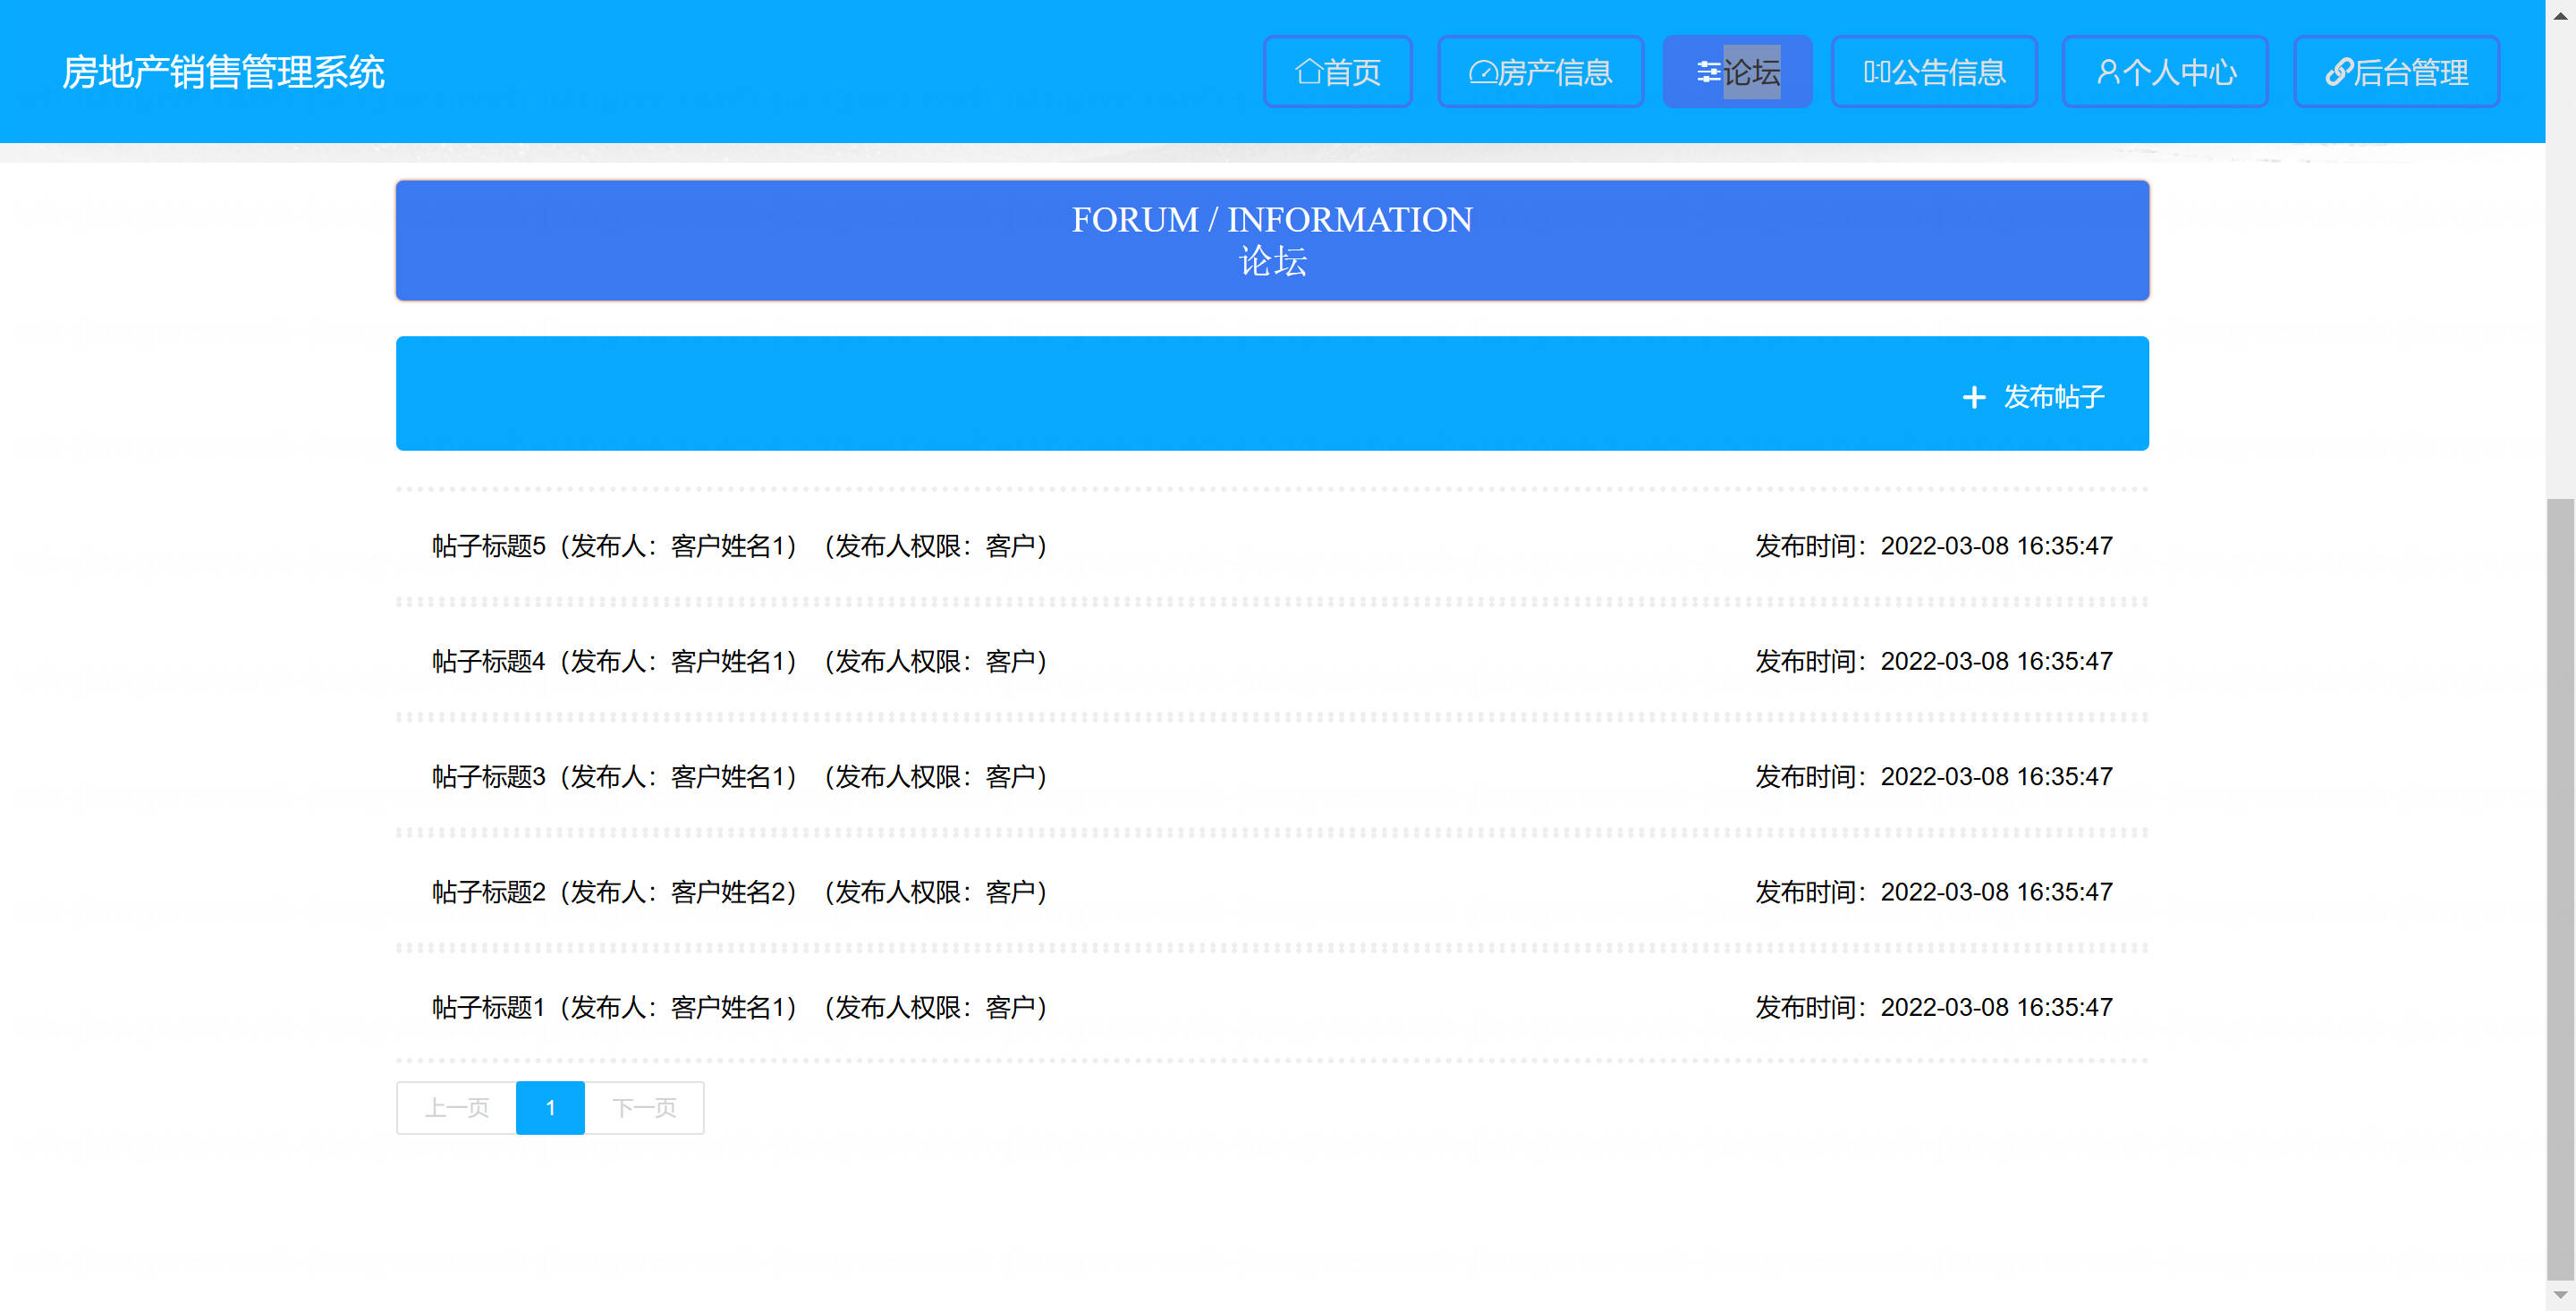 房地产销售管理系统
首页 房产信息 论坛 公告信息 个人中心 后台管理
FORUM / INFORMATION
论坛
+ 发布帖子
帖子标题5（发布人：客户姓名1）（发布人权限：客户） 发布时间：2022-03-08 16:35:47
帖子标题4（发布人：客户姓名1）（发布人权限：客户） 发布时间：2022-03-08 16:35:47
帖子标题3（发布人：客户姓名1）（发布人权限：客户） 发布时间：2022-03-08 16:35:47
帖子标题2（发布人：客户姓名2）（发布人权限：客户） 发布时间：2022-03-08 16:35:47
帖子标题1（发布人：客户姓名1）（发布人权限：客户） 发布时间：2022-03-08 16:35:47
上一页 1 下一页